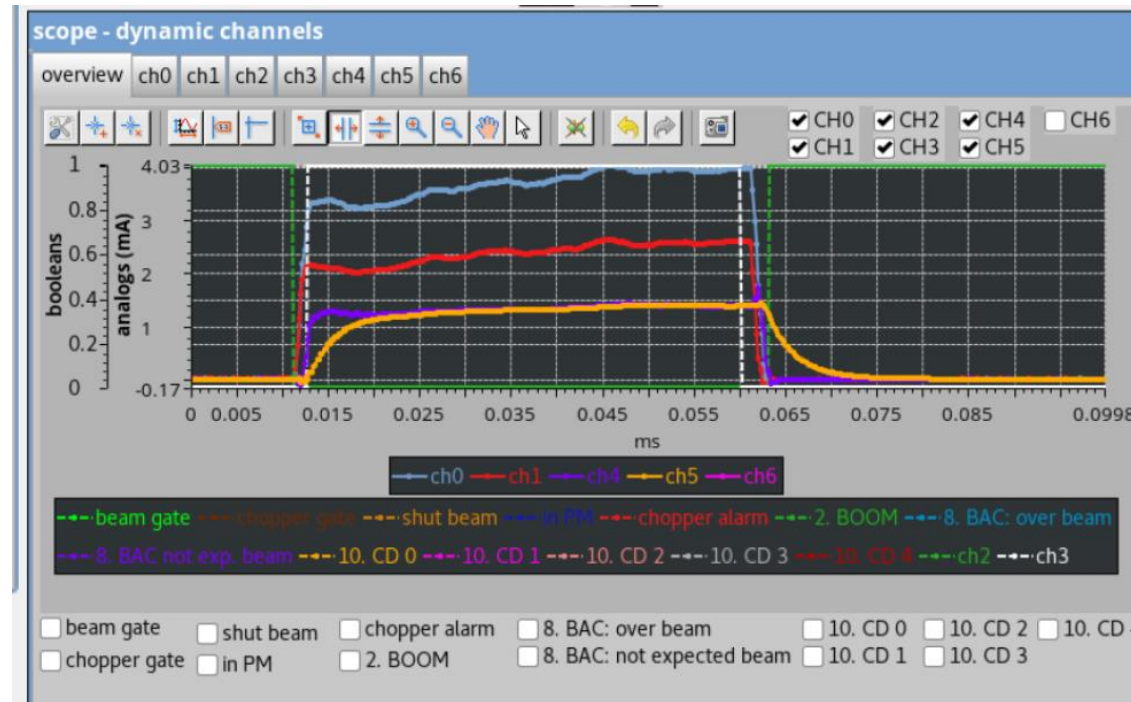 scope - dynamic channels
overview ch0 ch1 ch2 ch3 ch4 ch5 ch6
CH0 CH2 CH4 CH6
CH1 CH3 CH5
booleans
1
0.8
0.6
0.4
0.2
0
analogs (mA)
4.03
3
2
1
-0.17
0 0.005 0.015 0.025 0.035 0.045 0.055 0.065 0.075 0.085 0.0998
ms
ch0 ch1 ch4 ch5 ch6
beam gate chopper gate shut beam in PM chopper alarm 2. BOOM 8. BAC: over beam
8. BAC not exp. beam 10. CD 0 10. CD 1 10. CD 2 10. CD 3 10. CD 4 ch2 ch3
beam gate shut beam chopper alarm 8. BAC: over beam 10. CD 0 10. CD 2 10. CD
chopper gate in PM 2. BOOM 8. BAC: not expected beam 10. CD 1 10. CD 3